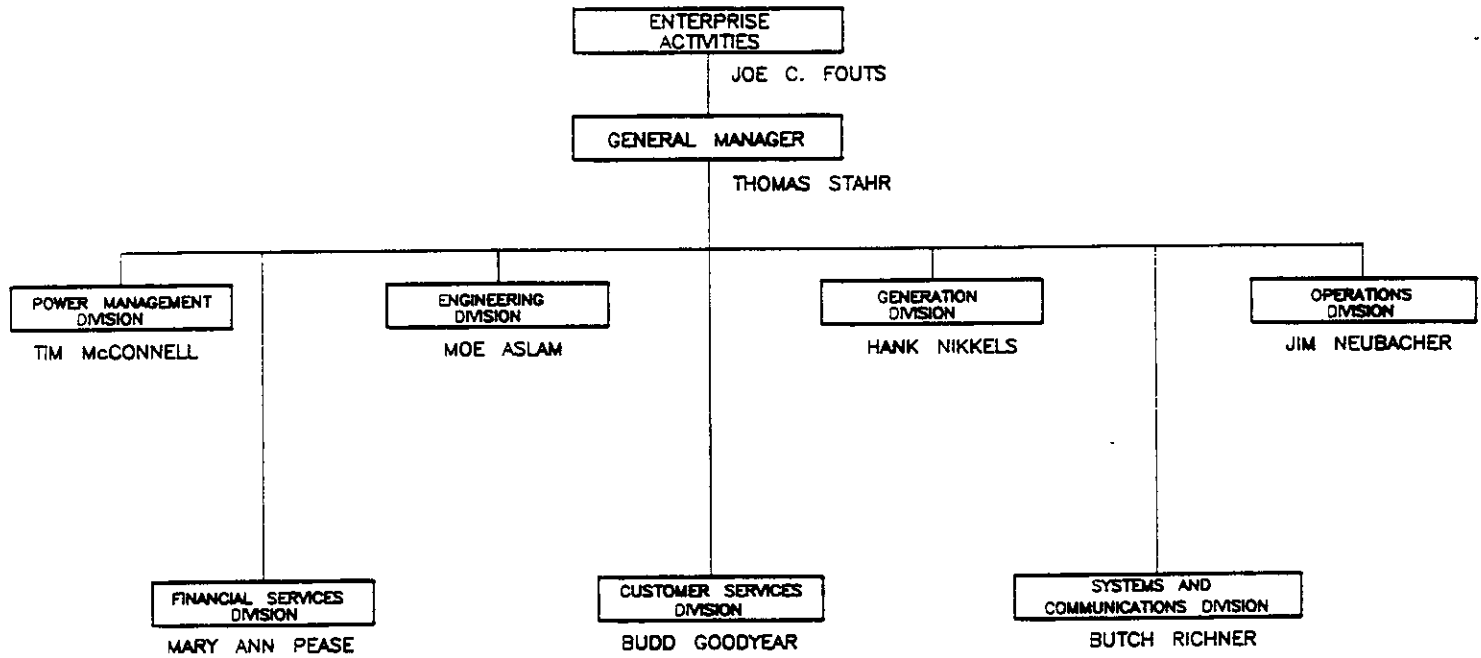 ENTERPRISE
ACTIVITIES
JOE C. FOUTS
GENERAL MANAGER
THOMAS STAHR
POWER MANAGEMENT
DIVISION
TIM McCONNELL
ENGINEERING
DIVISION
MOE ASLAM
GENERATION
DIVISION
HANK NIKKELS
OPERATIONS
DIVISION
JIM NEUBACHER
FINANCIAL SERVICES
DIVISION
MARY ANN PEASE
CUSTOMER SERVICES
DIVISION
BUDD GOODYEAR
SYSTEMS AND
COMMUNICATIONS DIVISION
BUTCH RICHNER